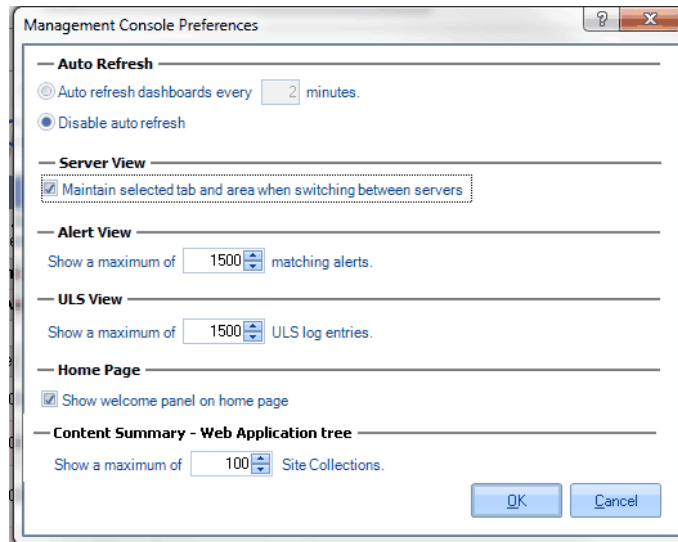 Management Console Preferences
?
Auto Refresh
Auto refresh dashboards every 2 minutes.
Disable auto refresh
Server View
Maintain selected tab and area when switching between servers
Alert View
Show a maximum of 1500 matching alerts.
ULS View
Show a maximum of 1500 ULS log entries.
Home Page
Show welcome panel on home page
Content Summary - Web Application tree
Show a maximum of 100 Site Collections.
OK Cancel